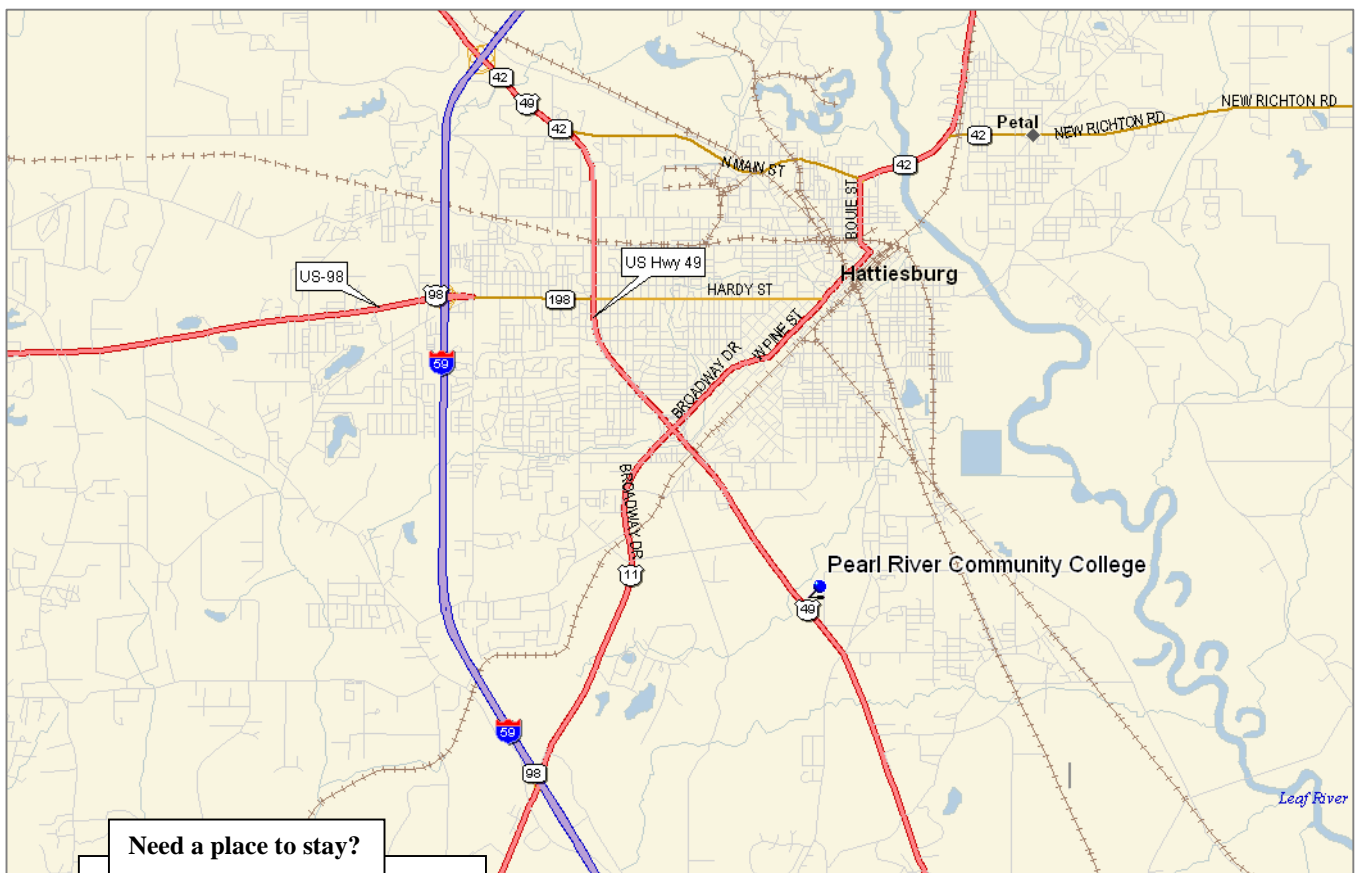 42
49
42
N MAIN ST
42
BOUIE ST
42
Petal
NEW RICHTON RD
NEW RICHTON RD
US-98
98
198
US Hwy 49
HARDY ST
Hattiesburg
59
BROADWAY DR
W PINE ST
BROADWAY DR
11
Pearl River Community College
49
59
98
Leaf River
Need a place to stay?